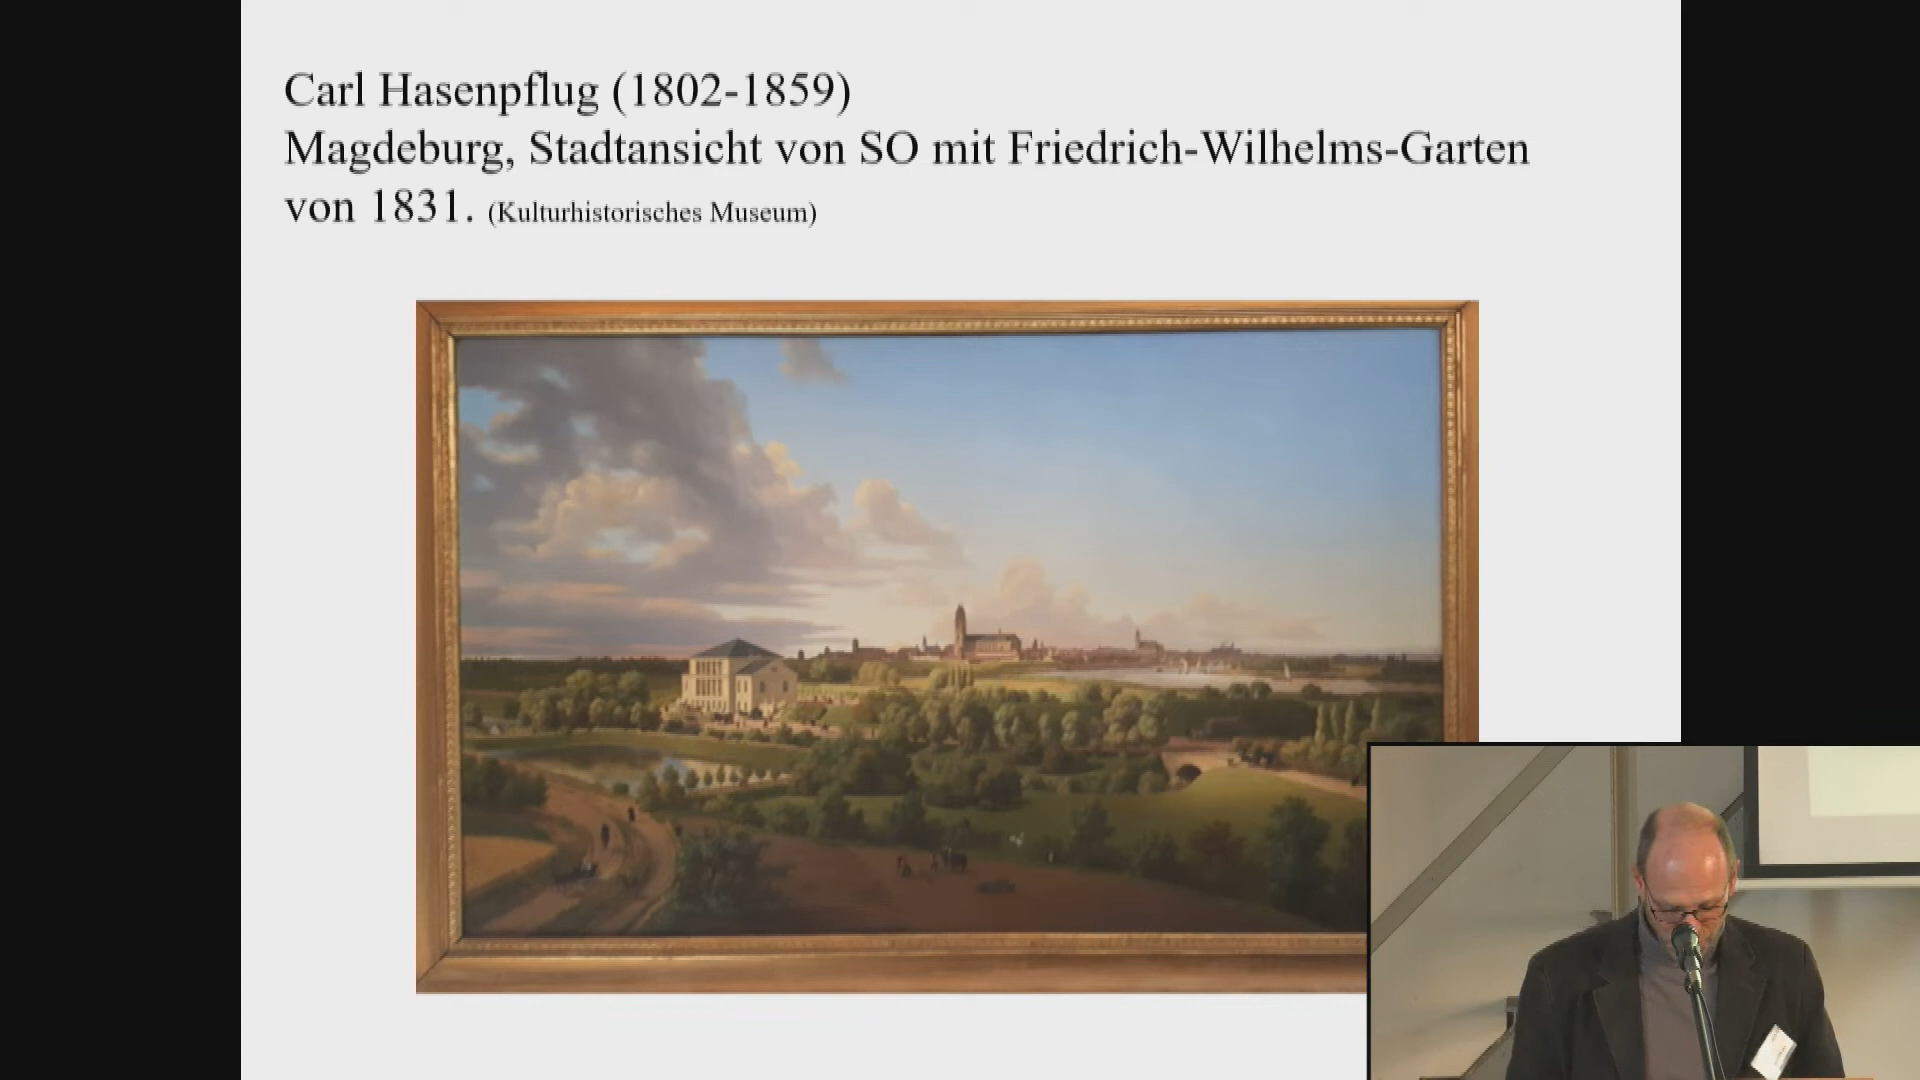 Carl Hasenpflug (1802-1859)
Magdeburg, Stadtansicht von SO mit Friedrich-Wilhelms-Garten
von 1831. (Kulturhistorisches Museum)